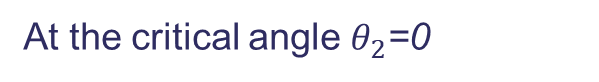 At the critical angle 𝜃₂=0